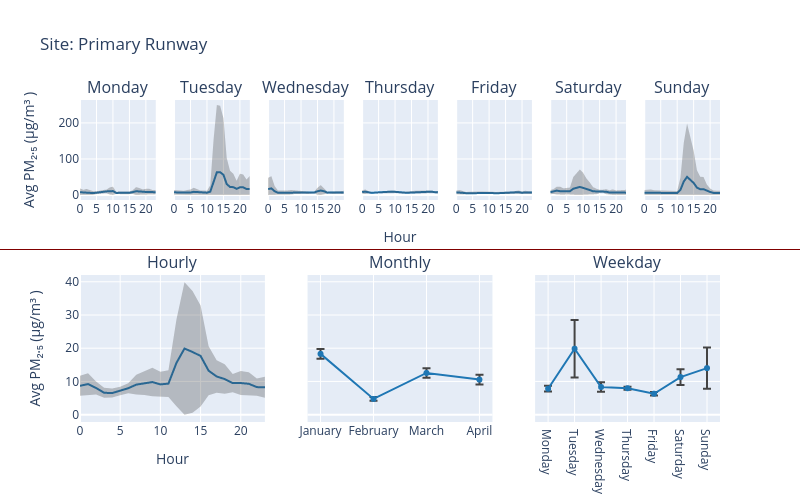 Site: Primary Runway
Monday Tuesday Wednesday Thursday Friday Saturday Sunday
Avg PM₂.₅ (µg/m³ )
200
100
0
0 5 10 15 20 0 5 10 15 20 0 5 10 15 20 0 5 10 15 20 0 5 10 15 20 0 5 10 15 20 0 5 10 15 20
Hour
Hourly Monthly Weekday
Avg PM₂.₅ (µg/m³ )
40
30
20
10
0
0 5 10 15 20 January February March April Monday Tuesday Wednesday Thursday Friday Saturday Sunday
Hour